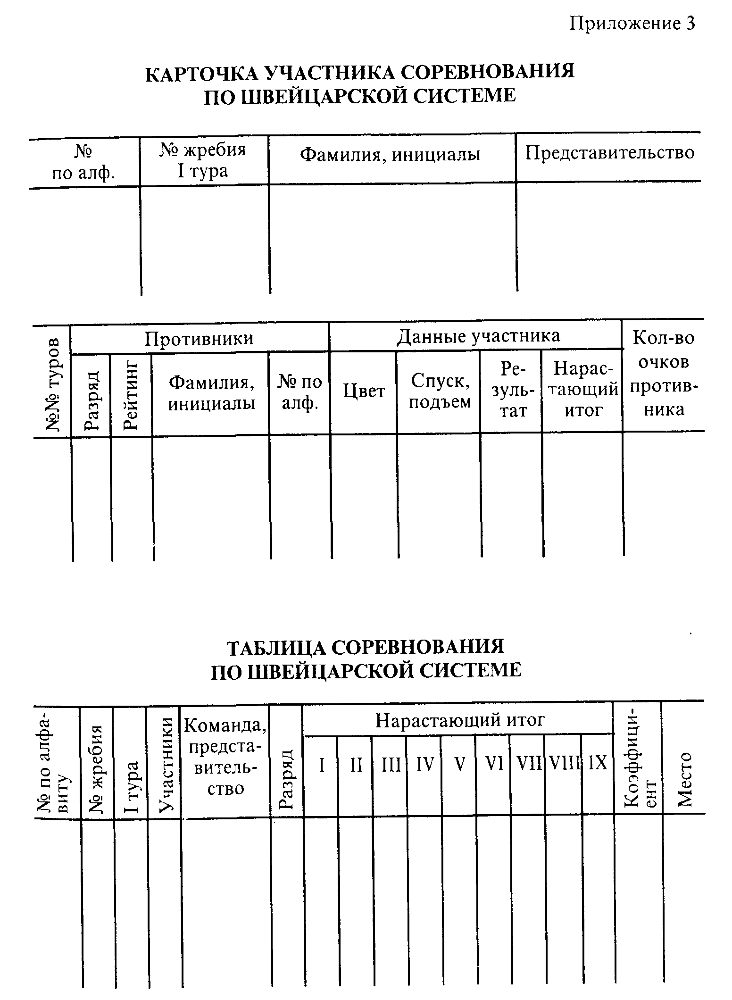 Приложение 3
КАРТОЧКА УЧАСТНИКА СОРЕВНОВАНИЯ
ПО ШВЕЙЦАРСКОЙ СИСТЕМЕ
№
по алф.
№ жребия
I тура
Фамилия, инициалы
Представительство
№№ туров
Противники
Разряд
Рейтинг
Фамилия,
инициалы
№ по
алф.
Данные участника
Цвет
Спуск,
подъем
Ре-
зуль-
тат
Нарас-
тающий
итог
Кол-во
очков
против-
ника
ТАБЛИЦА СОРЕВНОВАНИЯ
ПО ШВЕЙЦАРСКОЙ СИСТЕМЕ
№ по алфа-
виту
№ жребия
I тура
Участники
Команда,
предста-
витель-
ство
Разряд
Нарастающий итог
I II III IV V VI VII VIII IX
Коэффици-
ент
Место